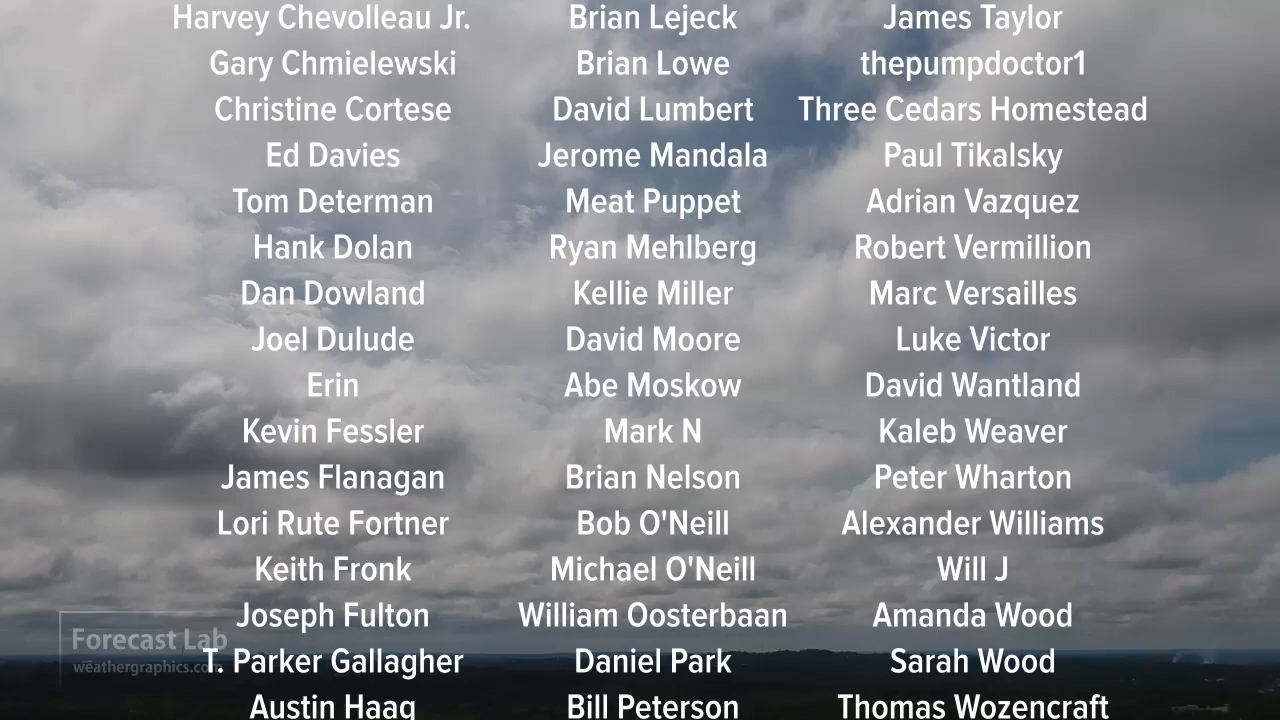 Harvey Chevolleau Jr.
Gary Chmielewski
Christine Cortese
Ed Davies
Tom Determan
Hank Dolan
Dan Dowland
Joel Dulude
Erin
Kevin Fessler
James Flanagan
Lori Rute Fortner
Keith Fronk
Joseph Fulton
T. Parker Gallagher
Austin Haag
Brian Lejeck
Brian Lowe
David Lumbert
Jerome Mandala
Meat Puppet
Ryan Mehlberg
Kellie Miller
David Moore
Abe Moskow
Mark N
Brian Nelson
Bob O'Neill
Michael O'Neill
William Oosterbaan
Daniel Park
Bill Peterson
James Taylor
thepumpdoctor1
Three Cedars Homestead
Paul Tikalsky
Adrian Vazquez
Robert Vermillion
Marc Versailles
Luke Victor
David Wantland
Kaleb Weaver
Peter Wharton
Alexander Williams
Will J
Amanda Wood
Sarah Wood
Thomas Wozencraft
Forecast Lab